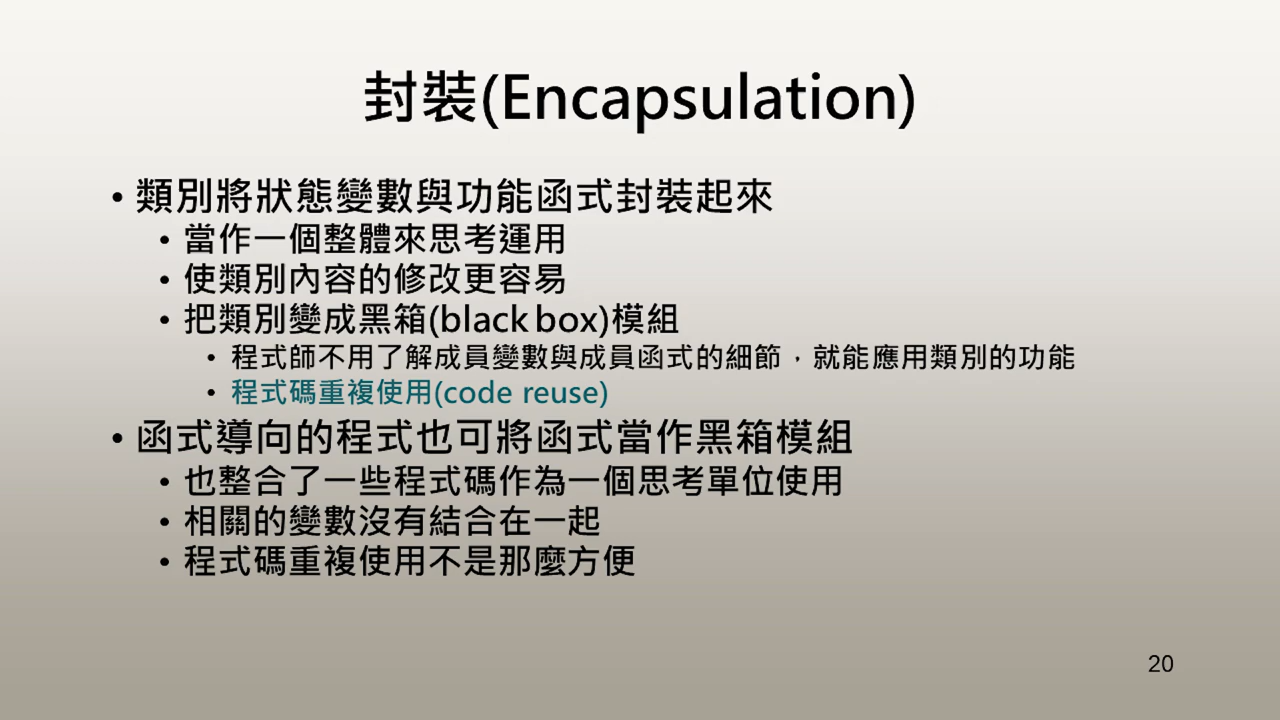 封裝(Encapsulation)
• 類別將狀態變數與功能函式封裝起來
• 當作一個整體來思考運用
• 使類別內容的修改更容易
• 把類別變成黑箱(black box)模組
• 程式師不用了解成員變數與成員函式的細節，就能應用類別的功能
• 程式碼重複使用(code reuse)
• 函式導向的程式也可將函式當作黑箱模組
• 也整合了一些程式碼作為一個思考單位使用
• 相關的變數沒有結合在一起
• 程式碼重複使用不是那麼方便
20